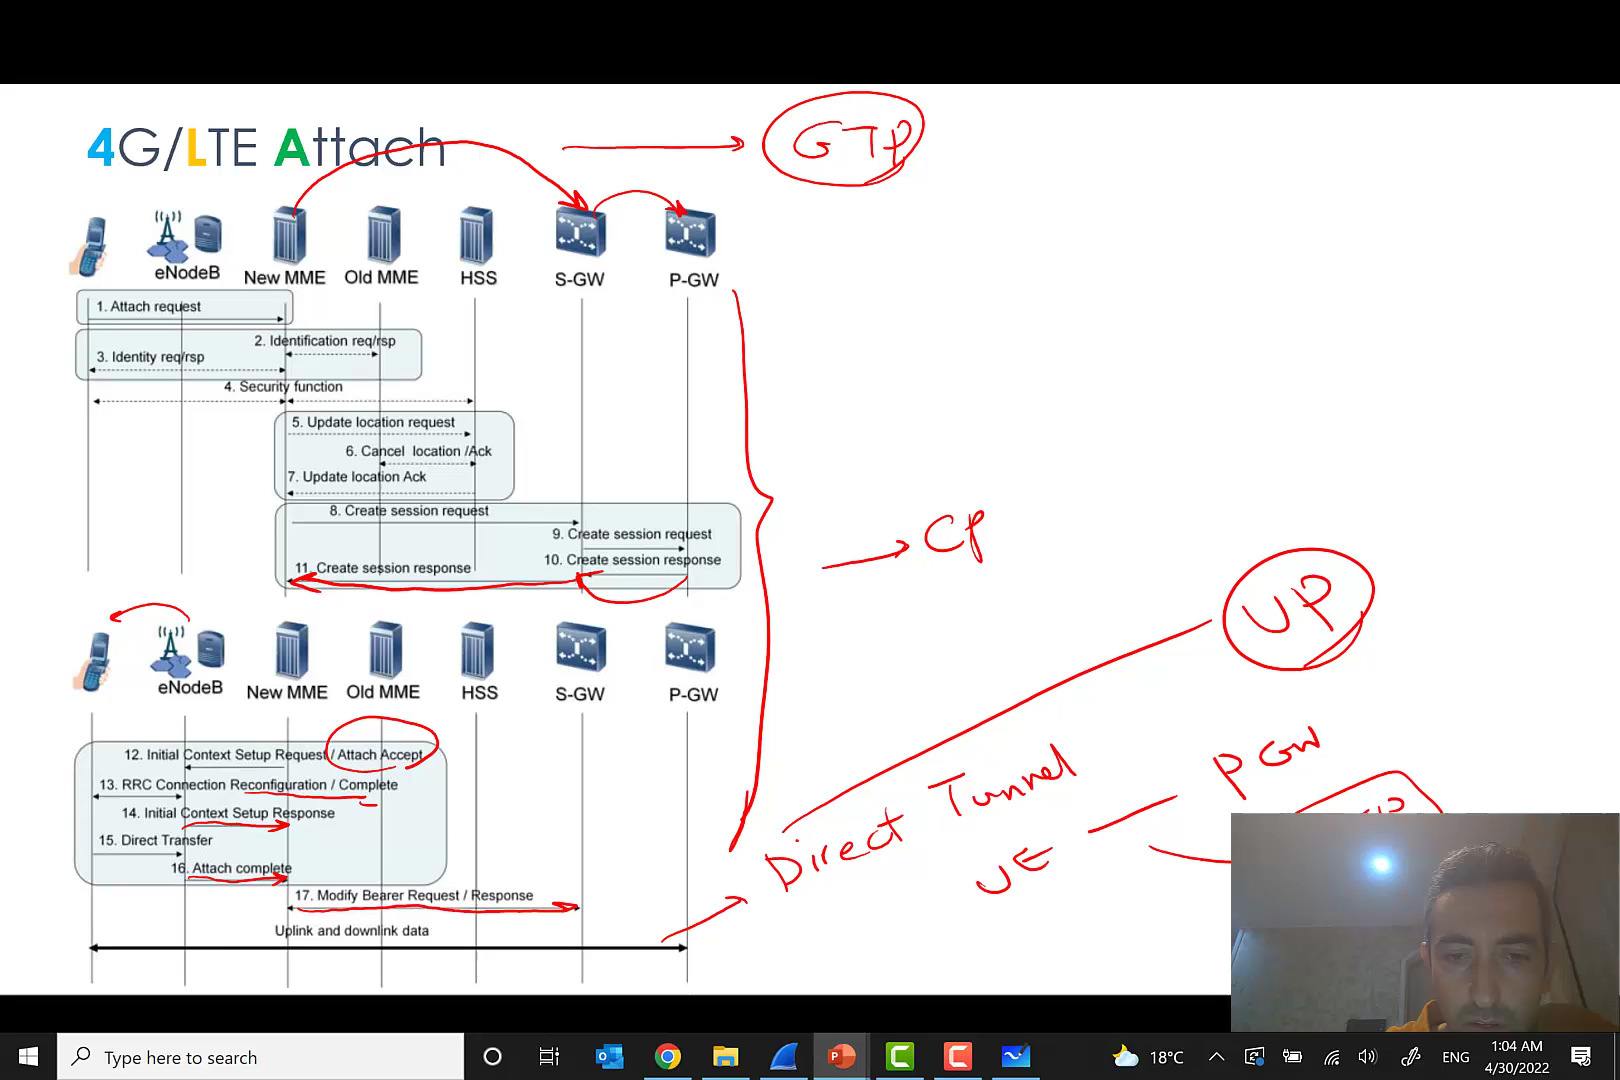 4G/LTE Attach
GTP
eNodeB
New MME
Old MME
HSS
S-GW
P-GW
1. Attach request
2. Identification req/rsp
3. Identity req/rsp
4. Security function
5. Update location request
6. Cancel location /Ack
7. Update location Ack
8. Create session request
9. Create session request
10. Create session response
11. Create session response
CP
UP
eNodeB
New MME
Old MME
HSS
S-GW
P-GW
12. Initial Context Setup Request / Attach Accept
13. RRC Connection Reconfiguration / Complete
14. Initial Context Setup Response
15. Direct Transfer
16. Attach complete
17. Modify Bearer Request / Response
Uplink and downlink data
Direct Tunnel
UE
PGW
Type here to search
18°C
ENG
1:04 AM
4/30/2022